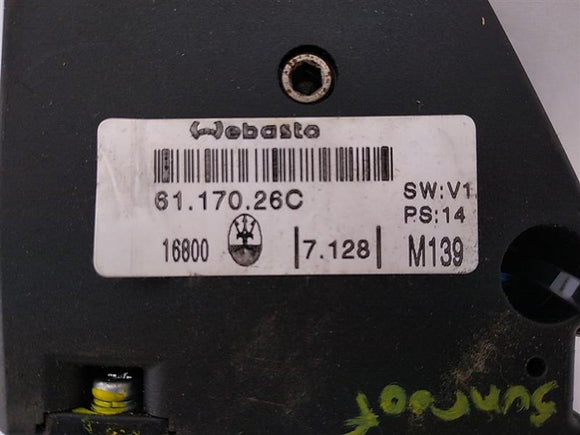 Webasto
61.170.26C
SW:V1
PS:14
16800 |7.128| M139
sunroof